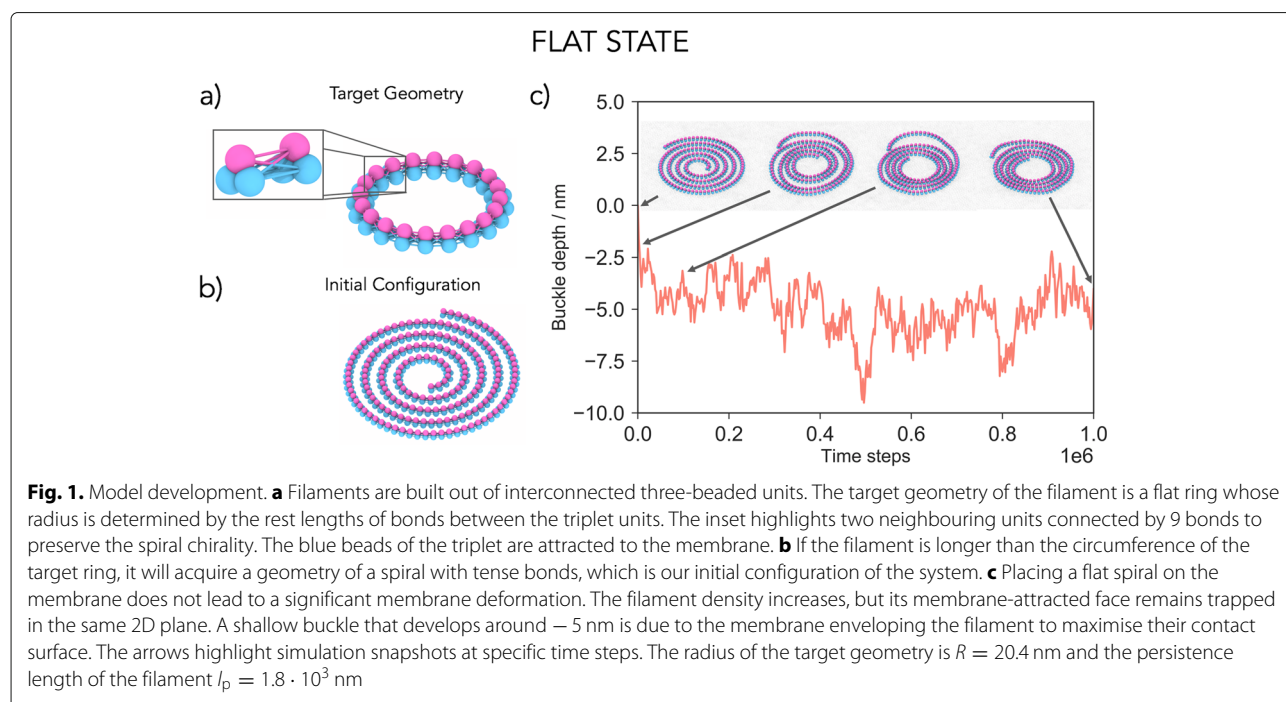 FLAT STATE
a)
Target Geometry
b)
Initial Configuration
c)
5.0
2.5
0.0
−2.5
−5.0
−7.5
−10.0
Buckle depth / nm
0.0
0.2
0.4
0.6
0.8
1.0
Time steps
1e6
Fig. 1. Model development. a Filaments are built out of interconnected three-beaded units. The target geometry of the filament is a flat ring whose
radius is determined by the rest lengths of bonds between the triplet units. The inset highlights two neighbouring units connected by 9 bonds to
preserve the spiral chirality. The blue beads of the triplet are attracted to the membrane. b If the filament is longer than the circumference of the
target ring, it will acquire a geometry of a spiral with tense bonds, which is our initial configuration of the system. c Placing a flat spiral on the
membrane does not lead to a significant membrane deformation. The filament density increases, but its membrane-attracted face remains trapped
in the same 2D plane. A shallow buckle that develops around − 5 nm is due to the membrane enveloping the filament to maximise their contact
surface. The arrows highlight simulation snapshots at specific time steps. The radius of the target geometry is R = 20.4 nm and the persistence
length of the filament lp = 1.8 · 10³ nm